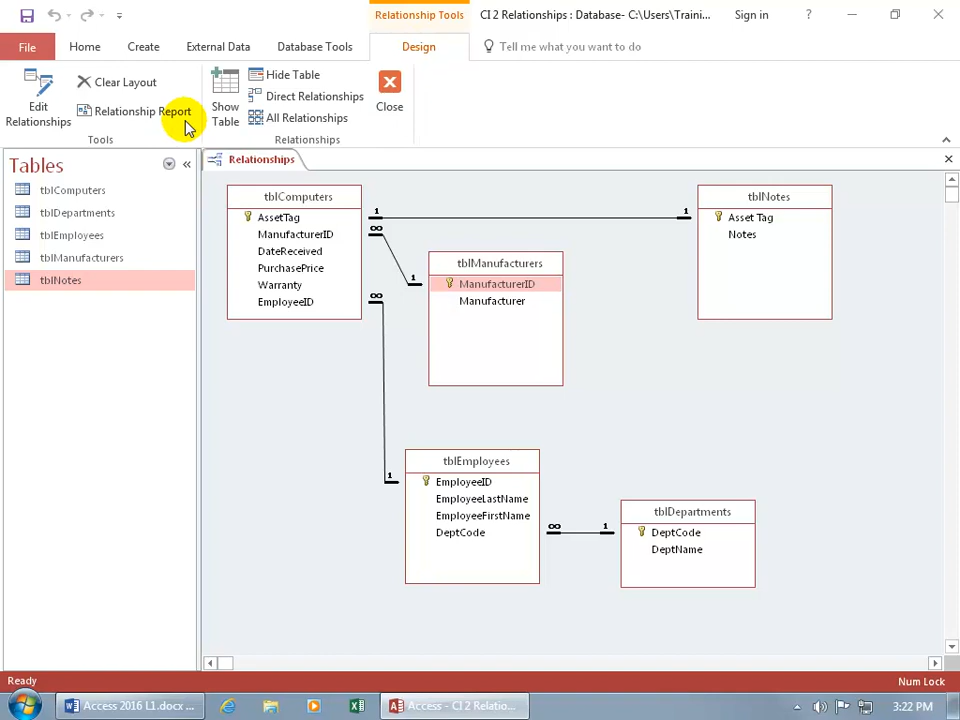 Relationship Tools
CI 2 Relationships : Database- C:\Users\Traini...
Sign in
?
File
Home
Create
External Data
Database Tools
Design
Tell me what you want to do
Edit Relationships
Clear Layout
Relationship Report
Tools
Show Table
Hide Table
Direct Relationships
All Relationships
Relationships
Close
Tables
tblComputers
tblDepartments
tblEmployees
tblManufacturers
tblNotes
Relationships
tblComputers
AssetTag
ManufacturerID
DateReceived
PurchasePrice
Warranty
EmployeeID
1
∞
∞
1
1
1
tblManufacturers
ManufacturerID
Manufacturer
tblNotes
Asset Tag
Notes
tblEmployees
EmployeeID
EmployeeLastName
EmployeeFirstName
DeptCode
∞
1
tblDepartments
DeptCode
DeptName
Ready
Num Lock
Access 2016 L1.docx ...
Access - CI 2 Relatio...
3:22 PM